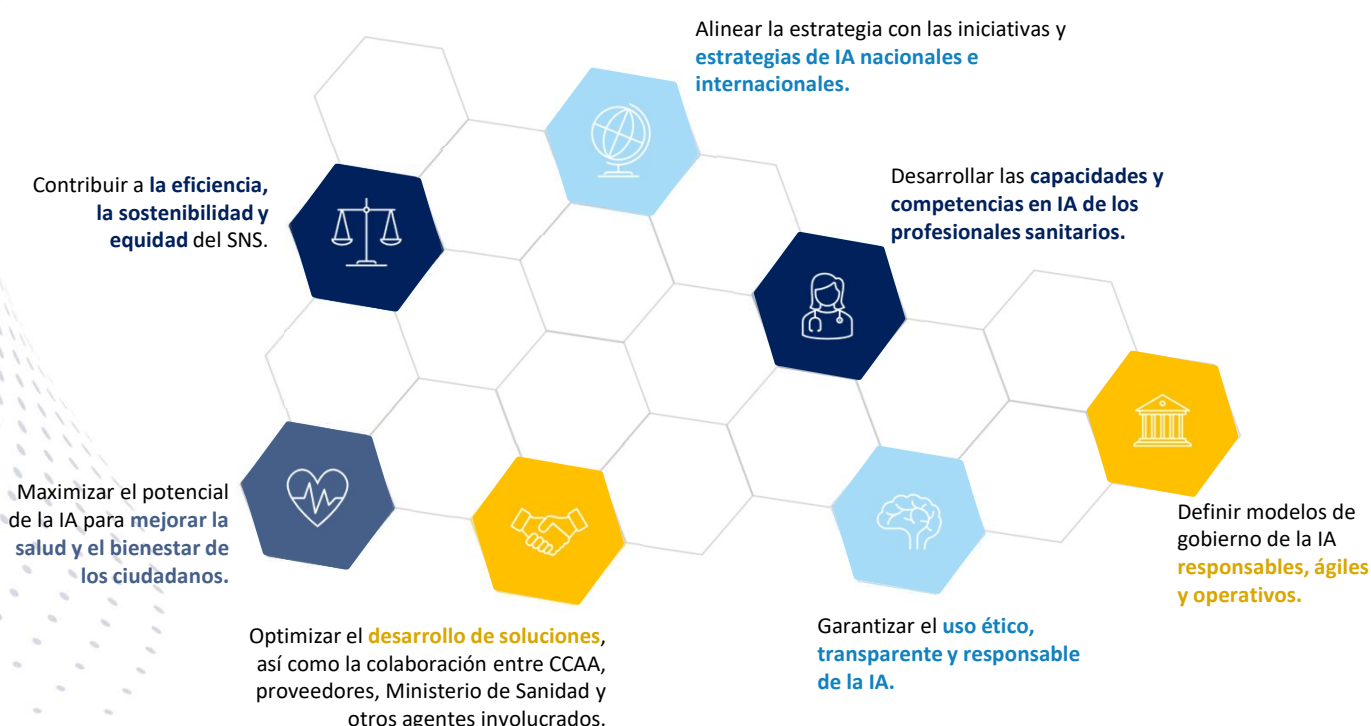 Alinear la estrategia con las iniciativas y
estrategias de IA nacionales e
internacionales.
Contribuir a la eficiencia,
la sostenibilidad y
equidad del SNS.
Desarrollar las capacidades y
competencias en IA de los
profesionales sanitarios.
Maximizar el potencial
de la IA para mejorar la
salud y el bienestar de
los ciudadanos.
Definir modelos de
gobierno de la IA
responsables, ágiles
y operativos.
Optimizar el desarrollo de soluciones,
así como la colaboración entre CCAA,
proveedores, Ministerio de Sanidad y
otros agentes involucrados.
Garantizar el uso ético,
transparente y responsable
de la IA.